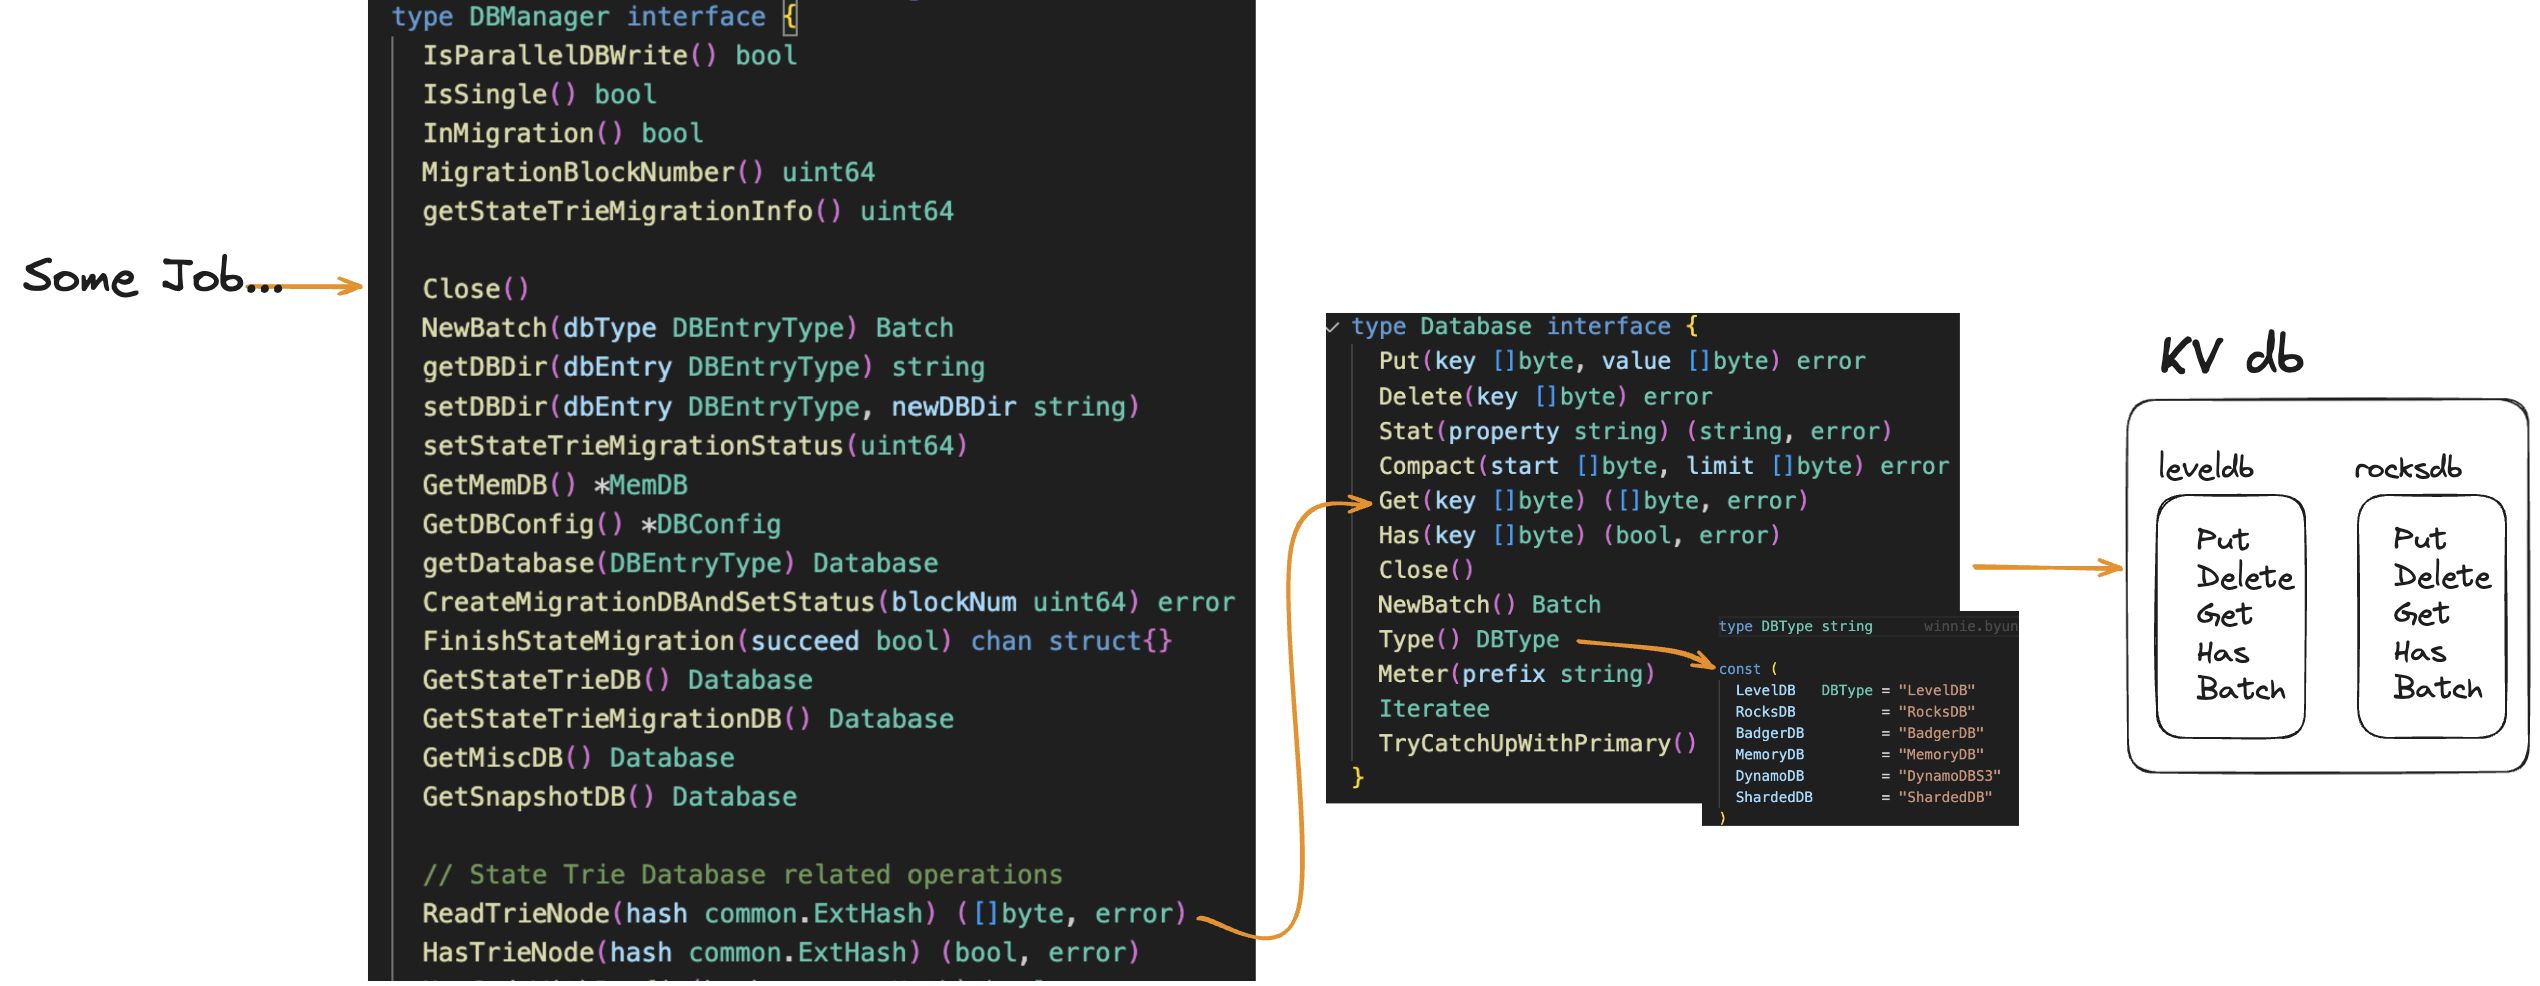 Some Job...
type DBManager interface {
IsParallelDBWrite() bool
IsSingle() bool
InMigration() bool
MigrationBlockNumber() uint64
getStateTrieMigrationInfo() uint64
Close()
NewBatch(dbType DBEntryType) Batch
getDBDir(dbEntry DBEntryType) string
setDBDir(dbEntry DBEntryType, newDBDir string)
setStateTrieMigrationStatus(uint64)
GetMemDB() *MemDB
GetDBConfig() *DBConfig
getDatabase(DBEntryType) Database
CreateMigrationDBAndSetStatus(blockNum uint64) error
FinishStateMigration(succeed bool) chan struct{}
GetStateTrieDB() Database
GetStateTrieMigrationDB() Database
GetMiscDB() Database
GetSnapshotDB() Database
// State Trie Database related operations
ReadTrieNode(hash common.ExtHash) ([]byte, error)
HasTrieNode(hash common.ExtHash) (bool, error)
type Database interface {
Put(key []byte, value []byte) error
Delete(key []byte) error
Stat(property string) (string, error)
Compact(start []byte, limit []byte) error
Get(key []byte) ([]byte, error)
Has(key []byte) (bool, error)
Close()
NewBatch() Batch
Type() DBType
Meter(prefix string)
Iteratee
TryCatchUpWithPrimary()
}
type DBType string winnie.byun
const (
LevelDB DBType = "LevelDB"
RocksDB = "RocksDB"
BadgerDB = "BadgerDB"
MemoryDB = "MemoryDB"
DynamoDB = "DynamoDBS3"
ShardedDB = "ShardedDB"
)
KV db
leveldb
Put
Delete
Get
Has
Batch
rocksdb
Put
Delete
Get
Has
Batch